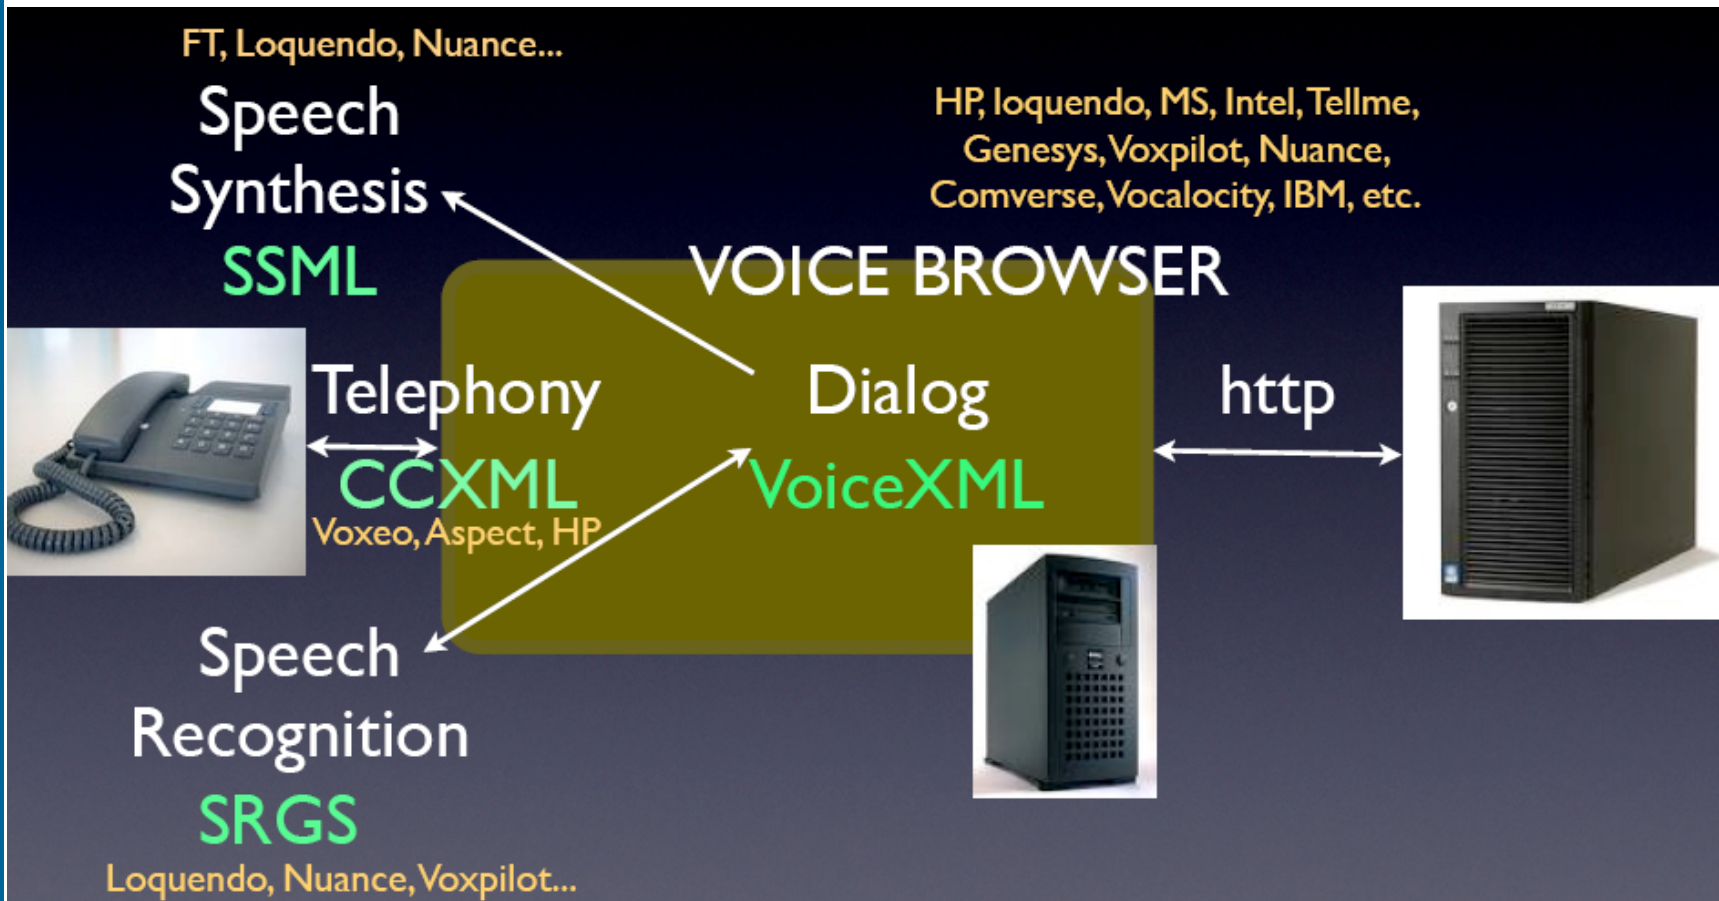 FT, Loquendo, Nuance...
Speech
Synthesis
SSML
HP, loquendo, MS, Intel, Tellme,
Genesys, Voxpilot, Nuance,
Comverse, Vocalocity, IBM, etc.
VOICE BROWSER
Telephony
CCXML
Voxeo, Aspect, HP
Dialog
VoiceXML
http
Speech
Recognition
SRGS
Loquendo, Nuance, Voxpilot...